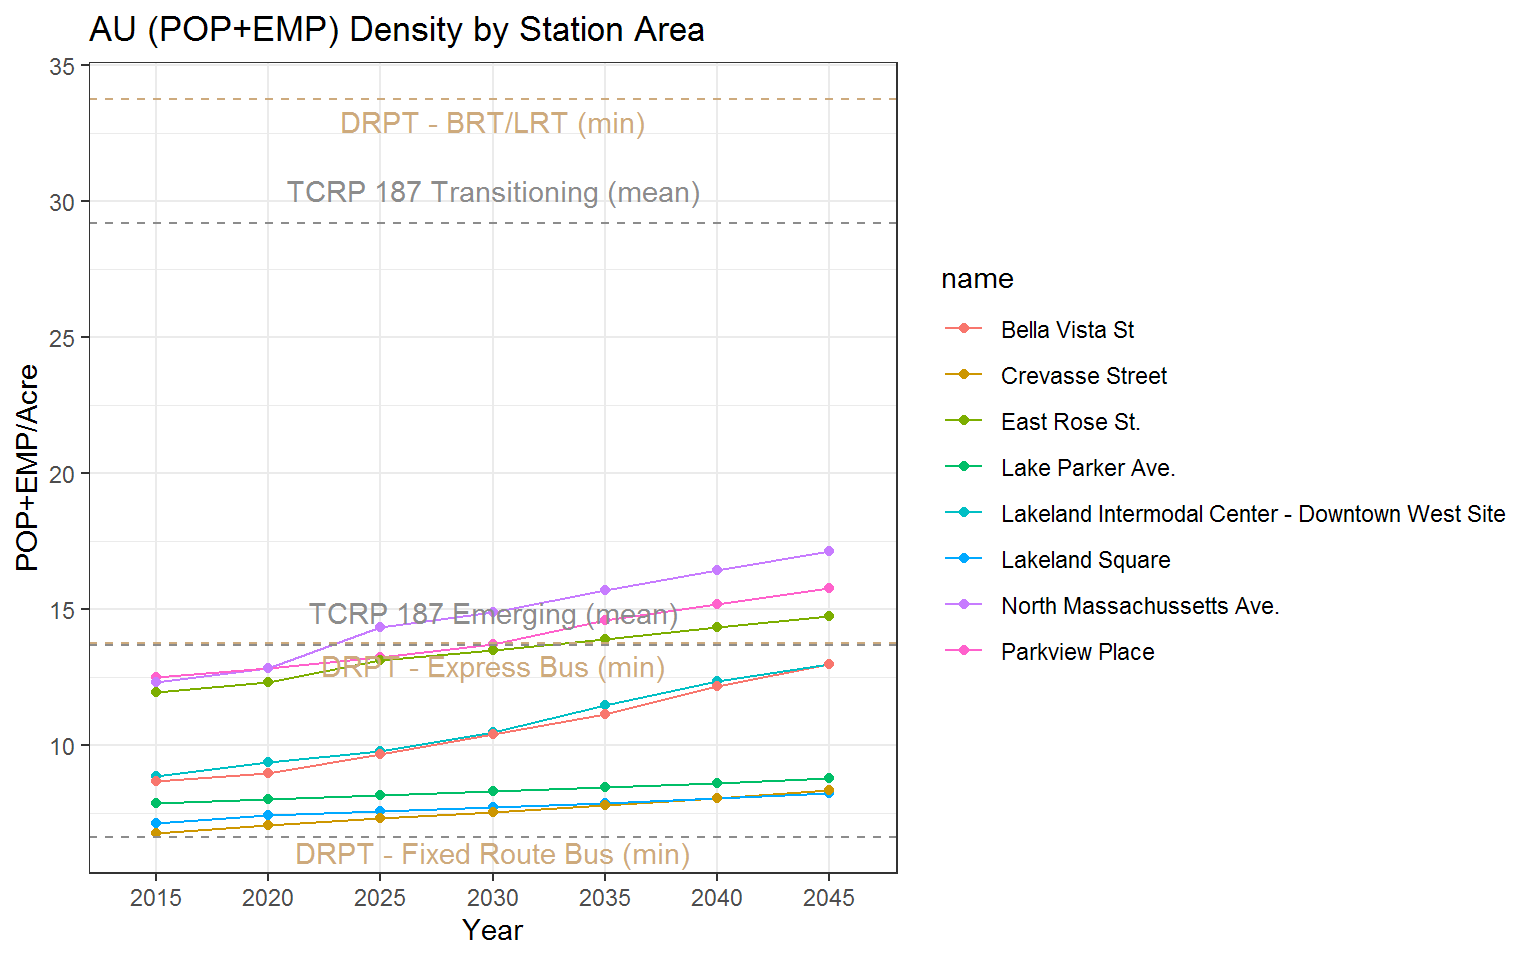 AU (POP+EMP) Density by Station Area
35
30
25
20
15
10
POP+EMP/Acre
DRPT - BRT/LRT (min)
TCRP 187 Transitioning (mean)
TCRP 187 Emerging (mean)
DRPT - Express Bus (min)
DRPT - Fixed Route Bus (min)
2015 2020 2025 2030 2035 2040 2045
Year
name
Bella Vista St
Crevasse Street
East Rose St.
Lake Parker Ave.
Lakeland Intermodal Center - Downtown West Site
Lakeland Square
North Massachussetts Ave.
Parkview Place